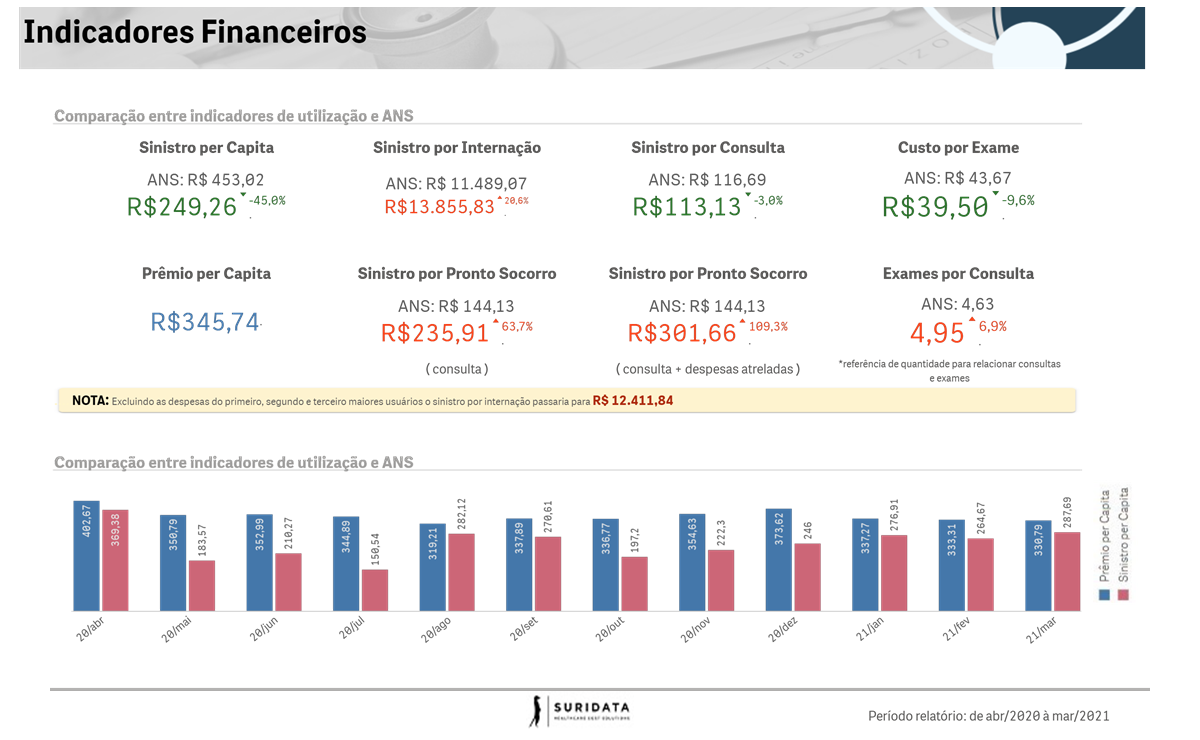 Indicadores Financeiros
Comparação entre indicadores de utilização e ANS
Sinistro per Capita
ANS: R$ 453,02
R$249,26 -45,0%
Sinistro por Internação
ANS: R$ 11.489,07
R$13.855,83 20,6%
Sinistro por Consulta
ANS: R$ 116,69
R$113,13 -3,0%
Custo por Exame
ANS: R$ 43,67
R$39,50 -9,6%
Prêmio per Capita
R$345,74
Sinistro por Pronto Socorro
ANS: R$ 144,13
R$235,91 63,7%
( consulta )
Sinistro por Pronto Socorro
ANS: R$ 144,13
R$301,66 109,3%
( consulta + despesas atreladas )
Exames por Consulta
ANS: 4,63
4,95 6,9%
*referência de quantidade para relacionar consultas
e exames
NOTA: Excluindo as despesas do primeiro, segundo e terceiro maiores usuários o sinistro por internação passaria para R$ 12.411,84
Comparação entre indicadores de utilização e ANS
402,67 369,38
350,79 183,57
352,99 210,27
344,89 150,54
319,21 282,12
337,89 270,61
336,77 197,2
354,63 222,3
373,62 246
337,27 276,91
333,31 264,67
330,79 287,69
20/abr 20/mai 20/jun 20/jul 20/ago 20/set 20/out 20/nov 20/dez 21/jan 21/fev 21/mar
Prêmio per Capita
Sinistro per Capita
SURIDATA
HEALTHCARE COST SOLUTIONS
Período relatório: de abr/2020 à mar/2021